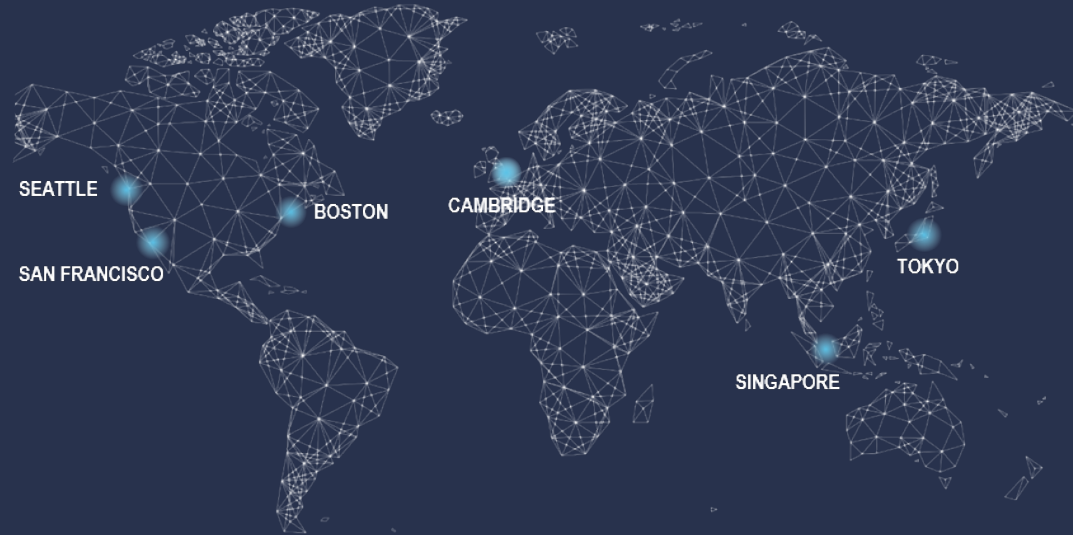 SEATTLE
BOSTON
CAMBRIDGE
SAN FRANCISCO
TOKYO
SINGAPORE